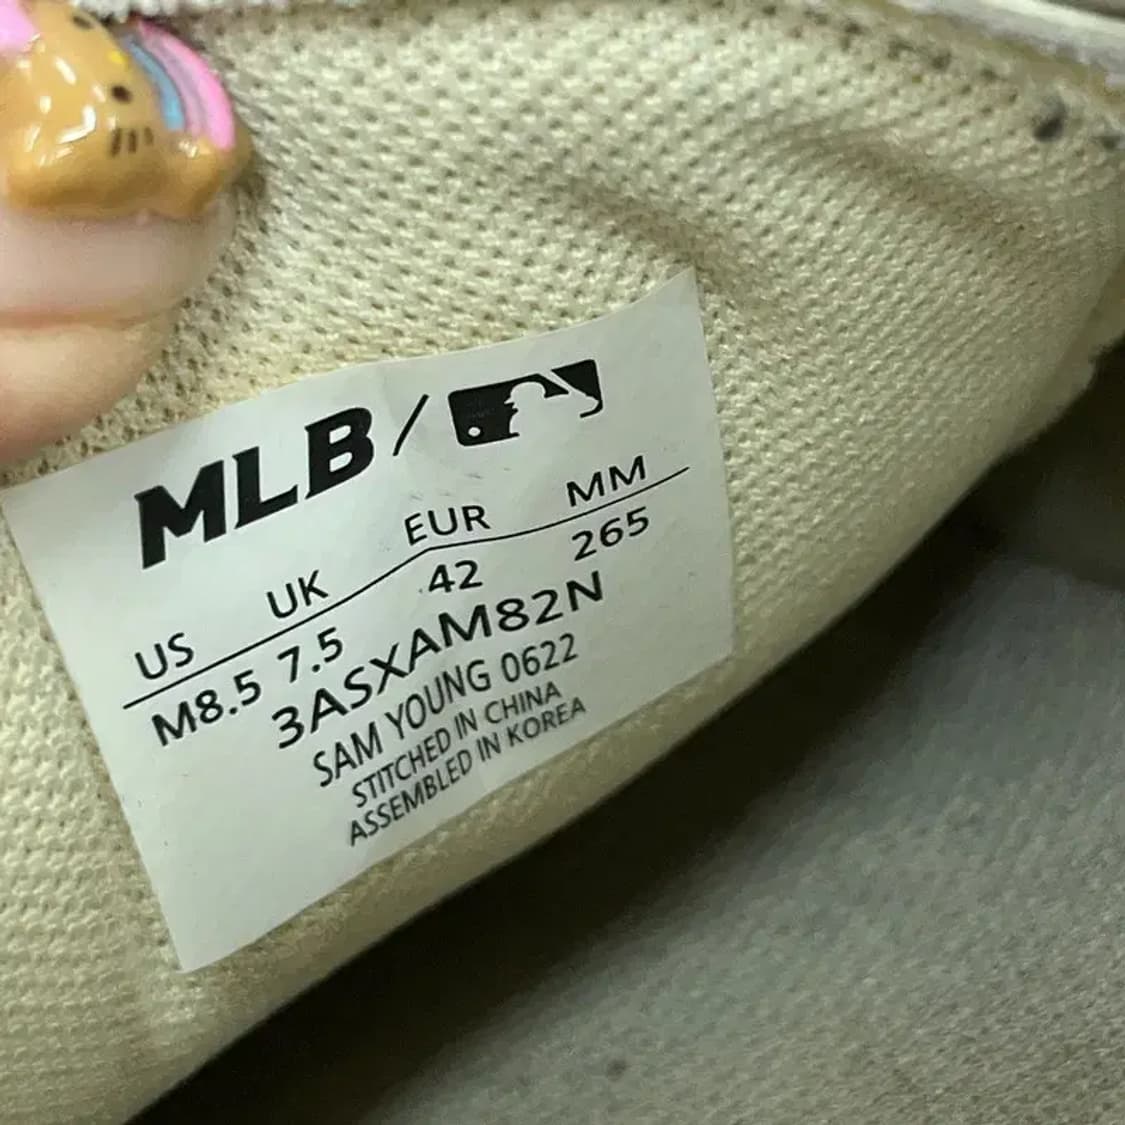 MLB/
US UK EUR MM
M8.5 7.5 42 265
3ASXAM82N
SAM YOUNG 0622
STITCHED IN CHINA
ASSEMBLED IN KOREA